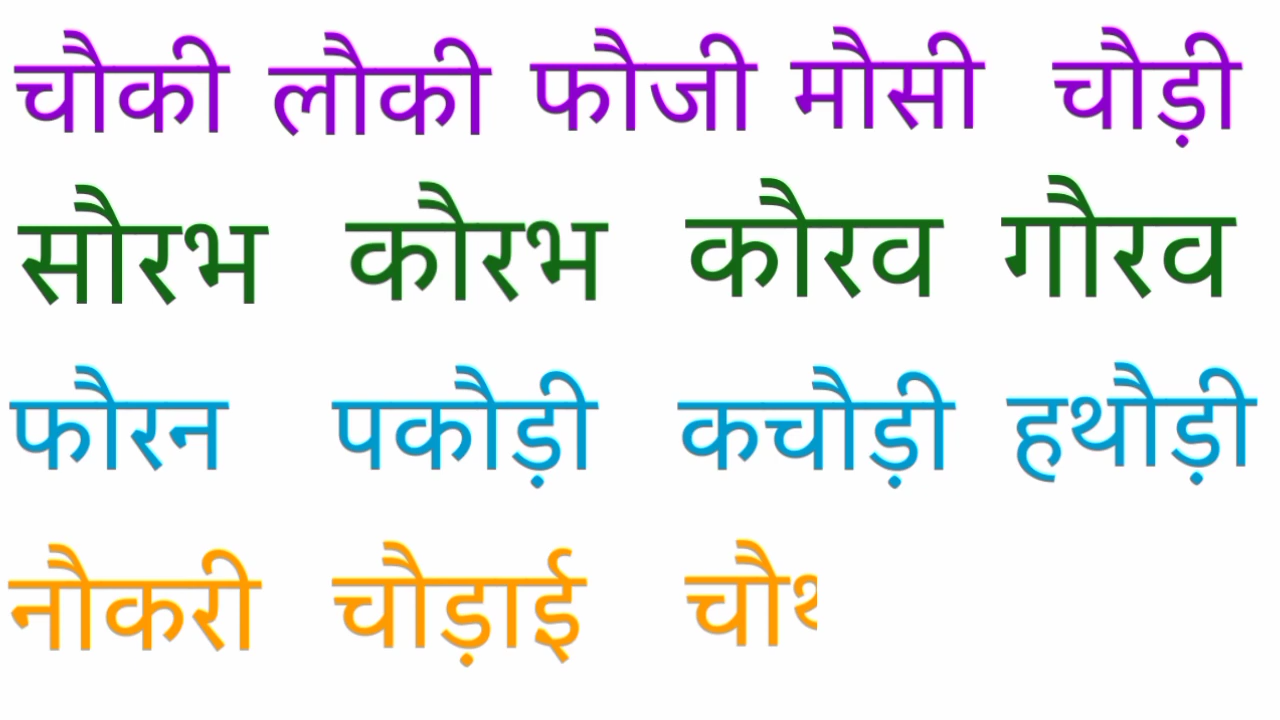 चौकी लौकी फौजी मौसी चौड़ी
सौरभ कौरभ कौरव गौरव
फौरन पकौड़ी कचौड़ी हथौड़ी
नौकरी चौड़ाई